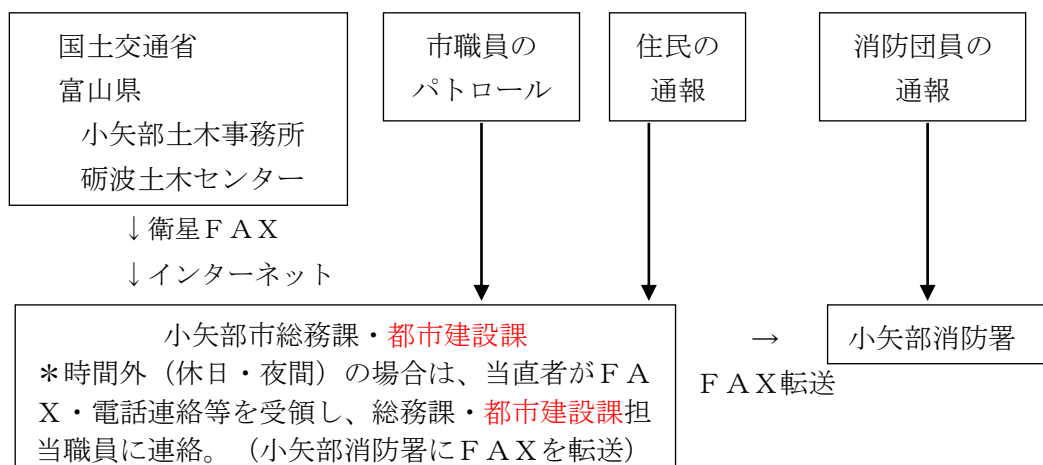 国土交通省
富山県
小矢部土木事務所
砺波土木センター
市職員の
パトロール
住民の
通報
消防団員の
通報
↓衛星ＦＡＸ
↓インターネット
小矢部市総務課・都市建設課
＊時間外（休日・夜間）の場合は、当直者がＦＡ
Ｘ・電話連絡等を受領し、総務課・都市建設課担
当職員に連絡。（小矢部消防署にＦＡＸを転送）
→
ＦＡＸ転送
小矢部消防署